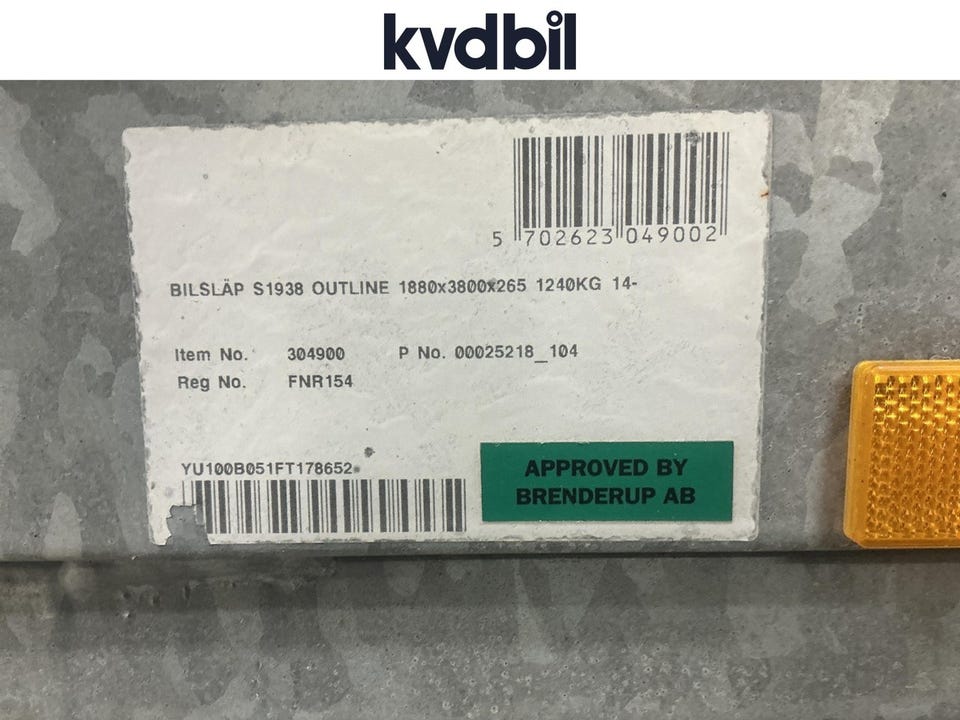 kvdbil
5 702623 049002
BILSLÄP S1938 OUTLINE 1880x3800x265 1240KG 14-
Item No. 304900 P No. 00025218_104
Reg No. FNR154
YU100B051FT178652
APPROVED BY
BRENDERUP AB